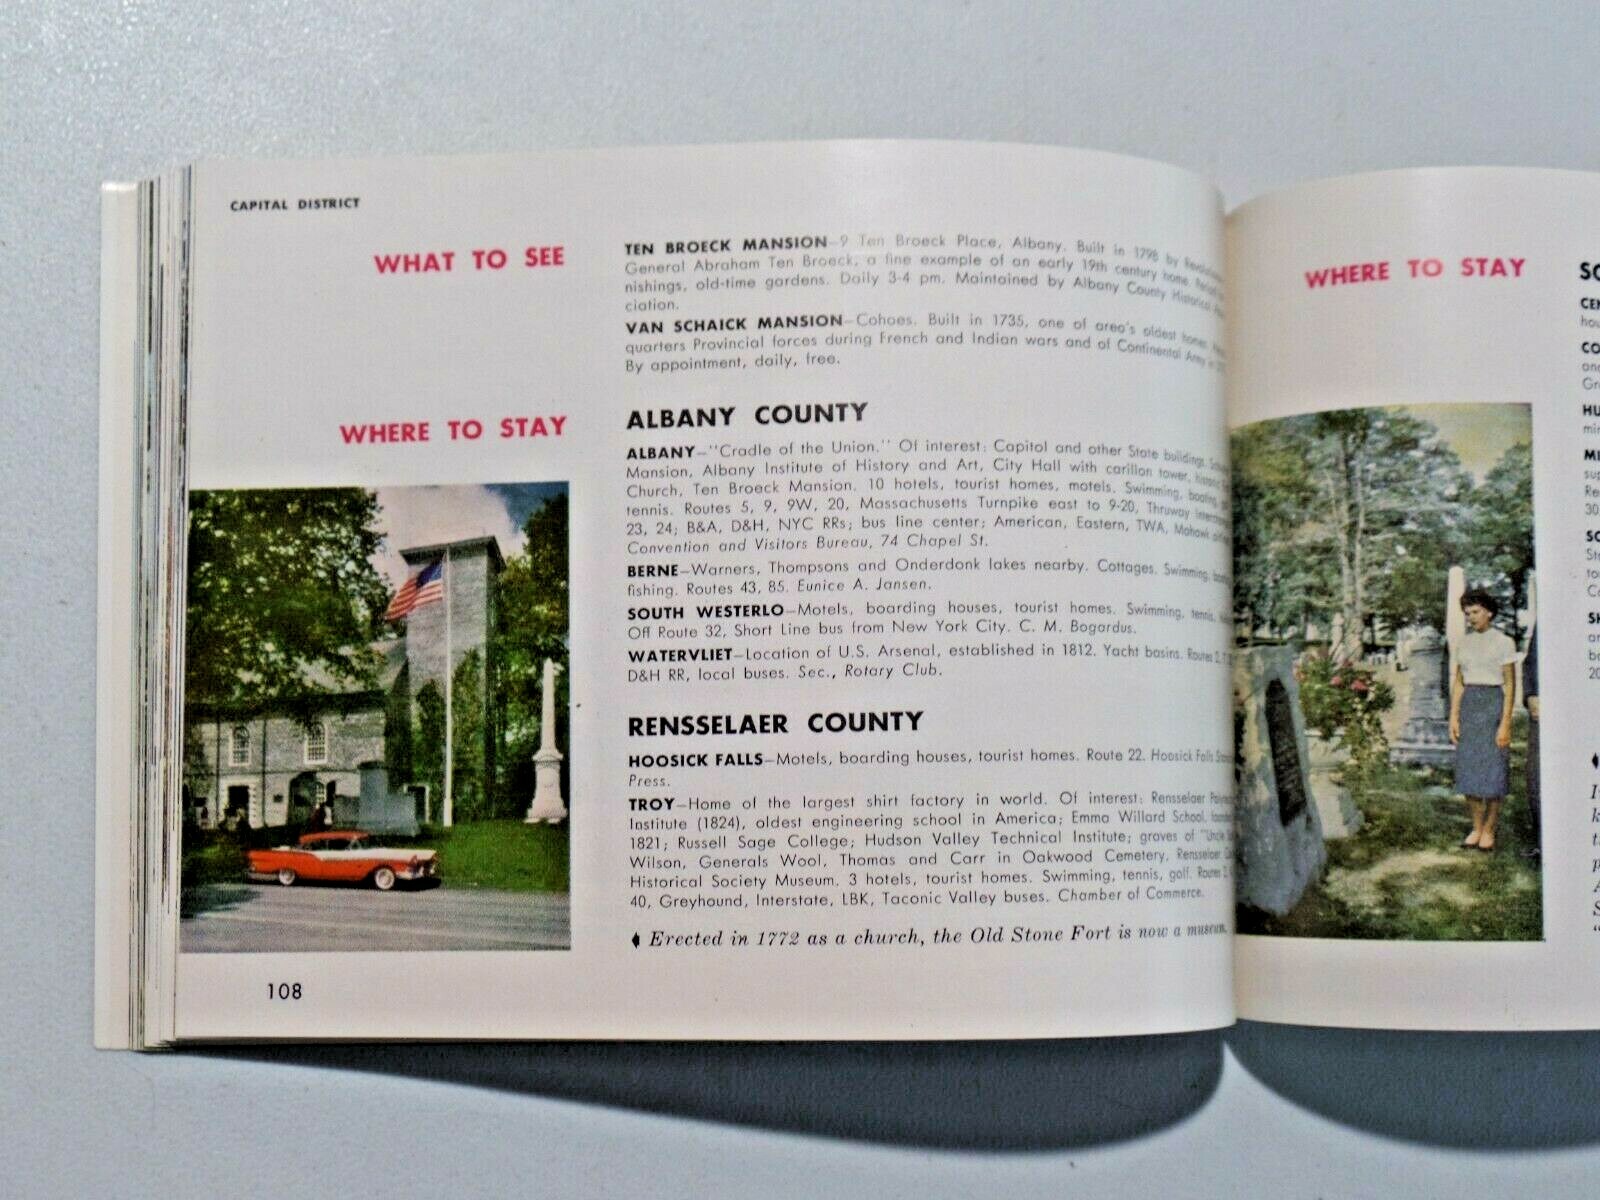 CAPITAL DISTRICT
WHAT TO SEE
TEN BROECK MANSION—9 Ten Broeck Place, Albany. Built in 1798 by
General Abraham Ten Broeck, a fine example of an early 19th century home.
nishings, old-time gardens. Daily 3-4 pm. Maintained by Albany County Historical
ciation.
VAN SCHAICK MANSION—Cohoes. Built in 1735, one of area's oldest homes.
quarters Provincial forces during French and Indian wars and of Continental Army in
By appointment, daily, free.
WHERE TO STAY
ALBANY COUNTY
ALBANY—"Cradle of the Union." Of interest: Capitol and other State buildings,
Mansion, Albany Institute of History and Art, City Hall with carillon tower, historic
Church, Ten Broeck Mansion. 10 hotels, tourist homes, motels. Swimming, boating,
tennis. Routes 5, 9, 9W, 20, Massachusetts Turnpike east to 9-20, Thruway
23, 24; B&A, D&H, NYC RRs; bus line center; American, Eastern, TWA, Mohawk
Convention and Visitors Bureau, 74 Chapel St.
BERNE—Warners, Thompsons and Onderdonk lakes nearby. Cottages. Swimming, boating,
fishing. Routes 43, 85. Eunice A. Jansen.
SOUTH WESTERLO—Motels, boarding houses, tourist homes. Swimming, tennis,
Off Route 32, Short Line bus from New York City. C. M. Bogardus.
WATERVLIET—Location of U.S. Arsenal, established in 1812. Yacht basins. Routes 2,
D&H RR, local buses. Sec., Rotary Club.
RENSSELAER COUNTY
HOOSICK FALLS—Motels, boarding houses, tourist homes. Route 22. Hoosick Falls
Press.
TROY—Home of the largest shirt factory in world. Of interest: Rensselaer
Institute (1824), oldest engineering school in America; Emma Willard School,
1821; Russell Sage College; Hudson Valley Technical Institute; graves of "Uncle
Wilson, Generals Wool, Thomas and Carr in Oakwood Cemetery, Rensselaer
Historical Society Museum. 3 hotels, tourist homes. Swimming, tennis, golf. Routes 2,
40, Greyhound, Interstate, LBK, Taconic Valley buses. Chamber of Commerce.
Erected in 1772 as a church, the Old Stone Fort is now a museum.
108
WHERE TO STAY